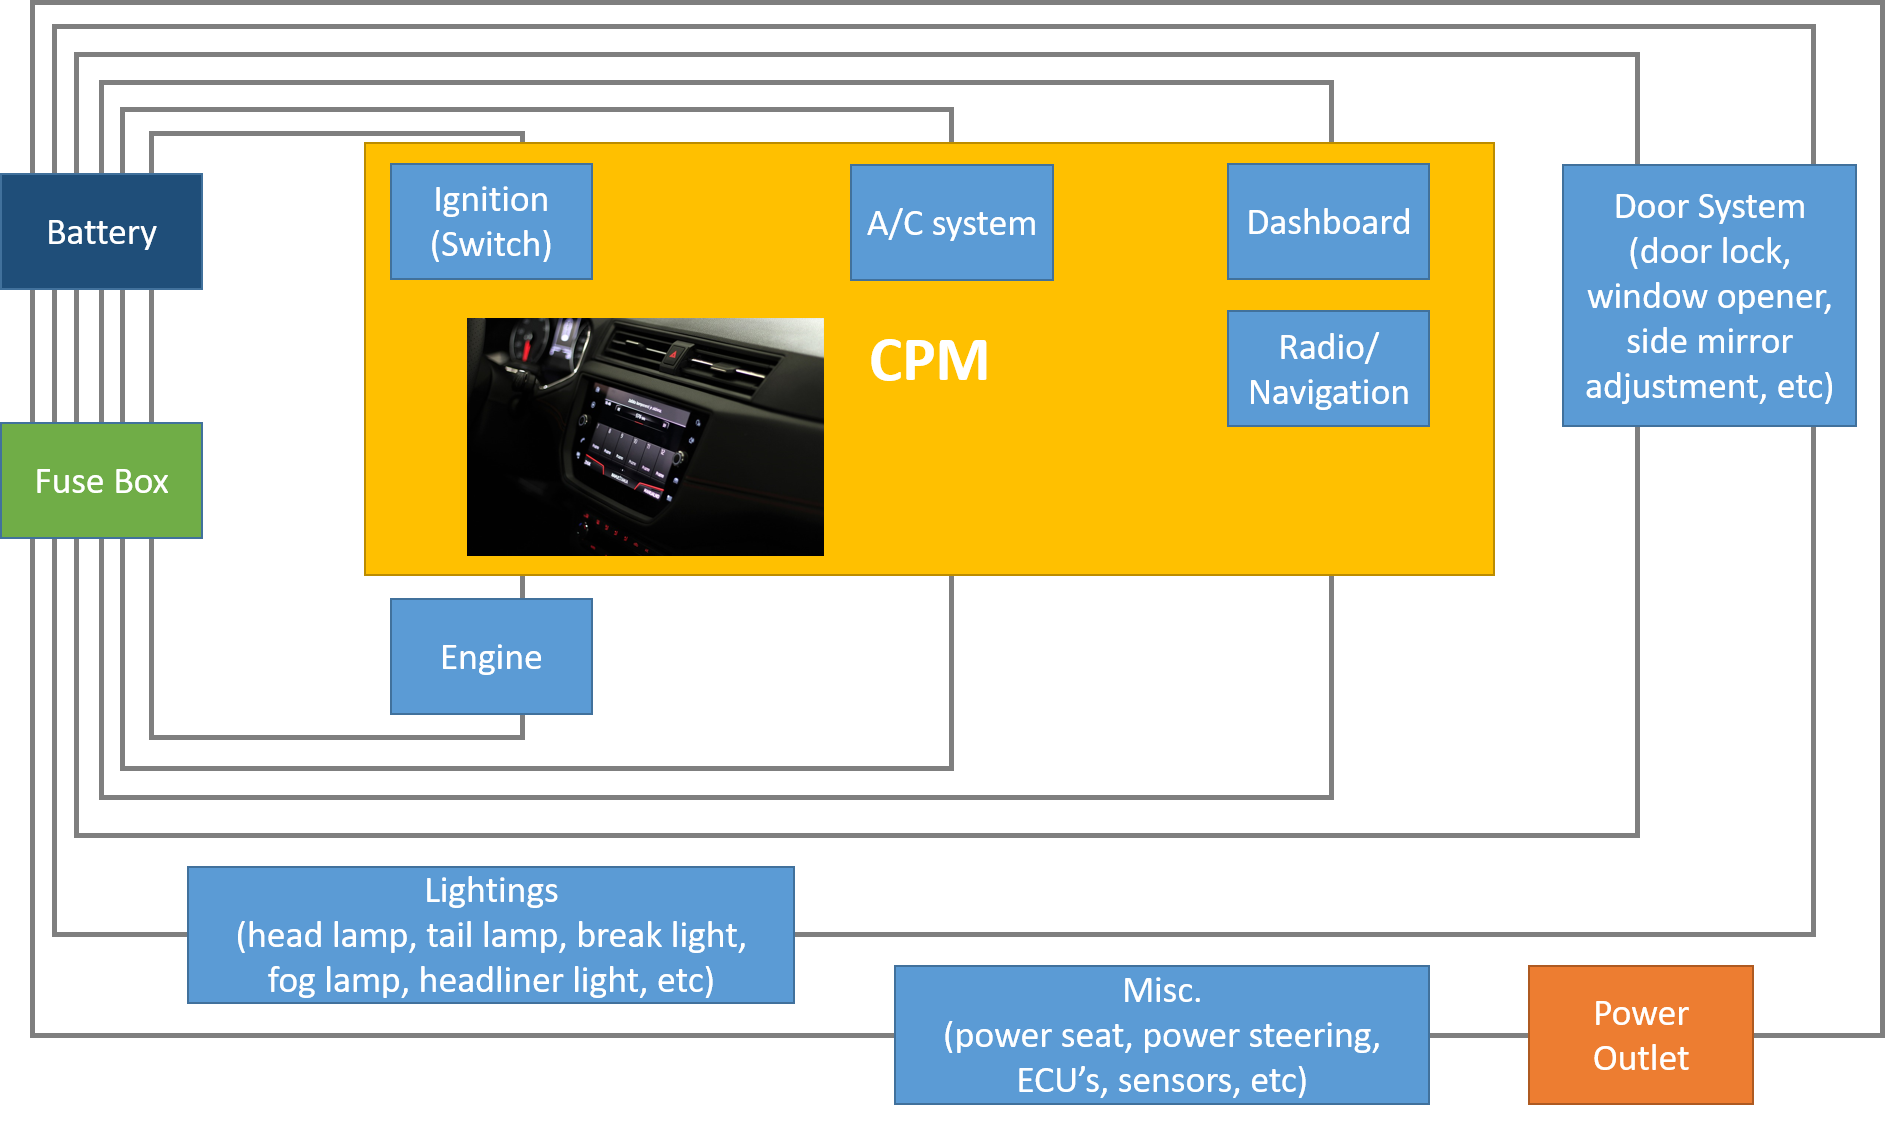 Battery
Fuse Box
Ignition
(Switch)
A/C system
Dashboard
Radio/
Navigation
CPM
Door System
(door lock,
window opener,
side mirror
adjustment, etc)
Engine
Lightings
(head lamp, tail lamp, break light,
fog lamp, headliner light, etc)
Misc.
(power seat, power steering,
ECU’s, sensors, etc)
Power
Outlet